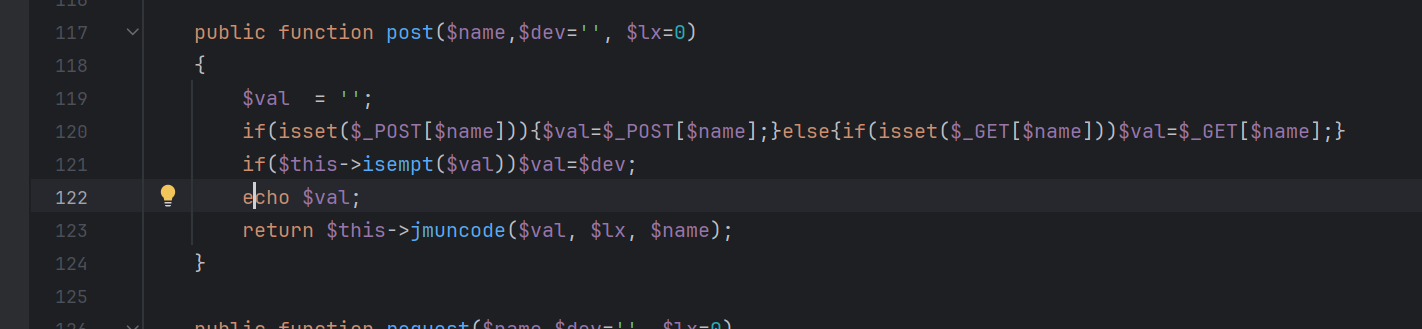 116
117 public function post($name,$dev='', $lx=0)
118 {
119 $val  = '';
120 if(isset($_POST[$name])){$val=$_POST[$name];}else{if(isset($_GET[$name]))$val=$_GET[$name];}
121 if($this->isempt($val))$val=$dev;
122 echo $val;
123 return $this->jmuncode($val, $lx, $name);
124 }
125
126 public function request($name,$dev='', $lx=0)